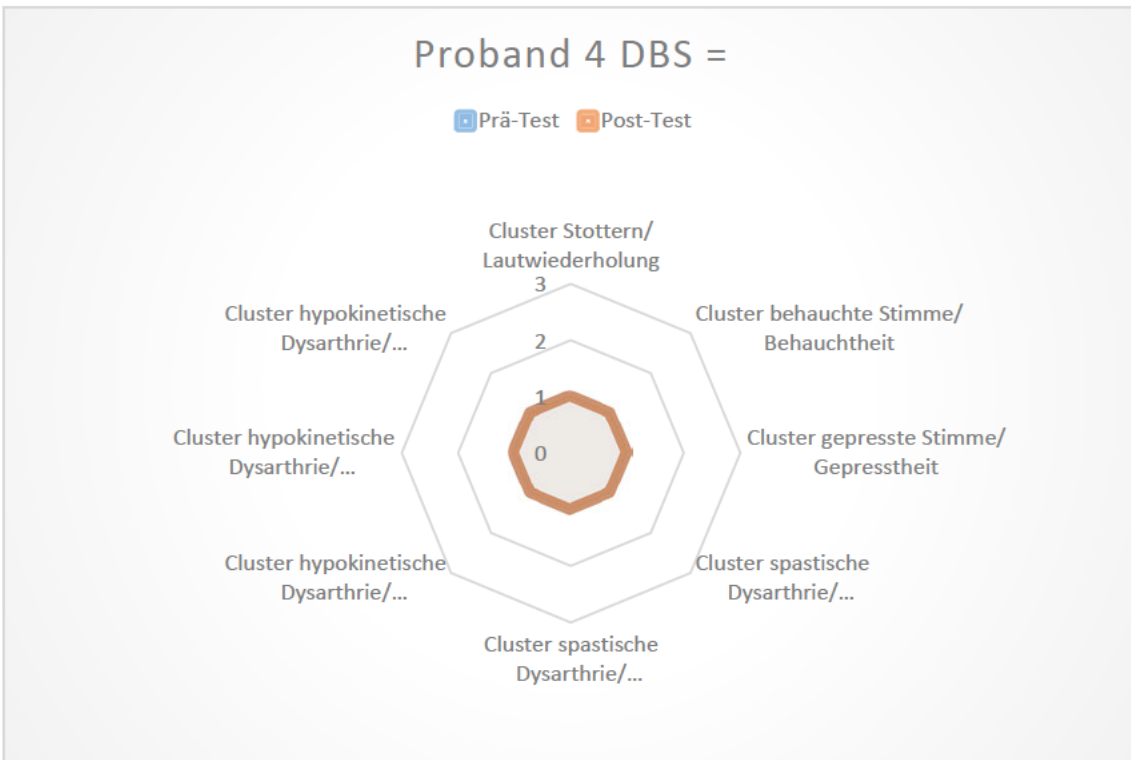 Proband 4 DBS =
Prä-Test Post-Test
Cluster Stottern/
Lautwiederholung
Cluster behauchte Stimme/
Behauchtheit
Cluster gepresste Stimme/
Gepresstheit
Cluster spastische
Dysarthrie/...
Cluster spastische
Dysarthrie/...
Cluster hypokinetische
Dysarthrie/...
Cluster hypokinetische
Dysarthrie/...
Cluster hypokinetische
Dysarthrie/...
3
2
1
0